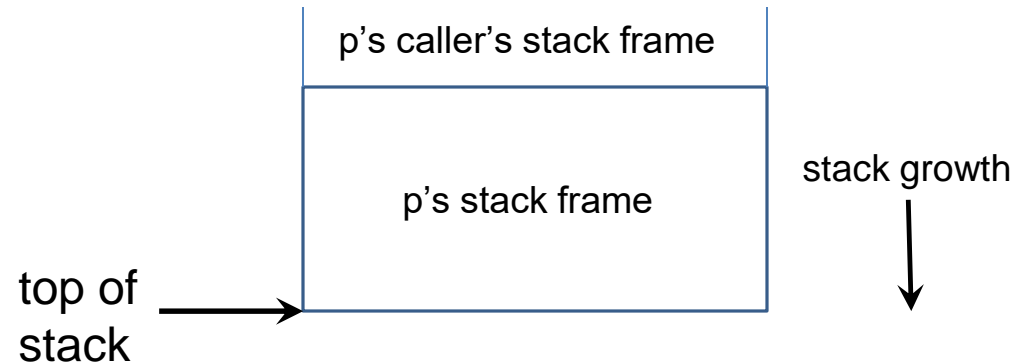 p’s caller’s stack frame
stack growth
p’s stack frame
top of
stack